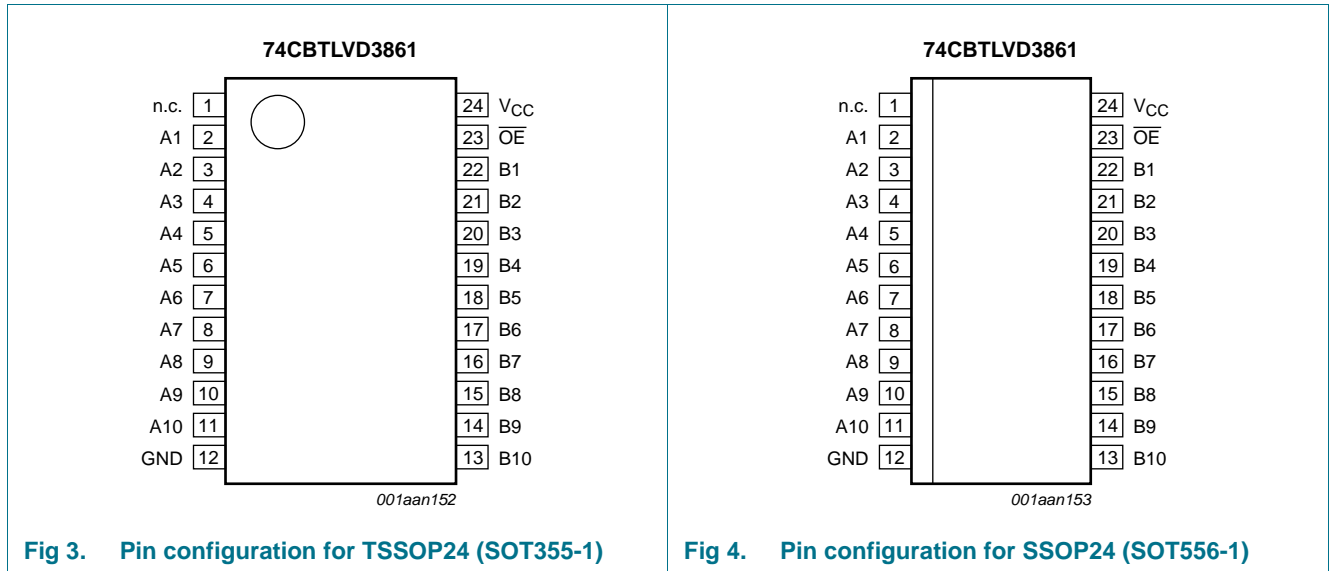 74CBTLVD3861
n.c. 1 24 VCC
A1 2 23 OE
A2 3 22 B1
A3 4 21 B2
A4 5 20 B3
A5 6 19 B4
A6 7 18 B5
A7 8 17 B6
A8 9 16 B7
A9 10 15 B8
A10 11 14 B9
GND 12 13 B10
001aan152
Fig 3. Pin configuration for TSSOP24 (SOT355-1)
74CBTLVD3861
n.c. 1 24 VCC
A1 2 23 OE
A2 3 22 B1
A3 4 21 B2
A4 5 20 B3
A5 6 19 B4
A6 7 18 B5
A7 8 17 B6
A8 9 16 B7
A9 10 15 B8
A10 11 14 B9
GND 12 13 B10
001aan153
Fig 4. Pin configuration for SSOP24 (SOT556-1)